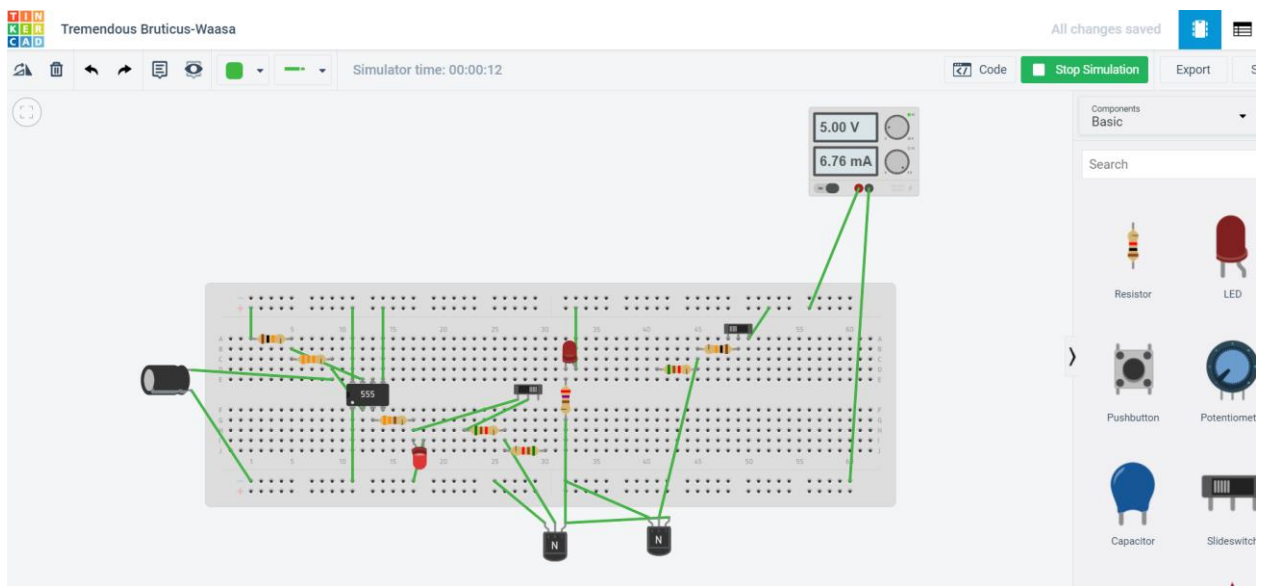 TIN
KER
CAD
Tremendous Bruticus-Waasa
All changes saved
Simulator time: 00:00:12
Code
Stop Simulation
Export
S
Components
Basic
Search
5.00 V
6.76 mA
Resistor
LED
555
Pushbutton
Potentiomet
N
N
Capacitor
Slideswitch